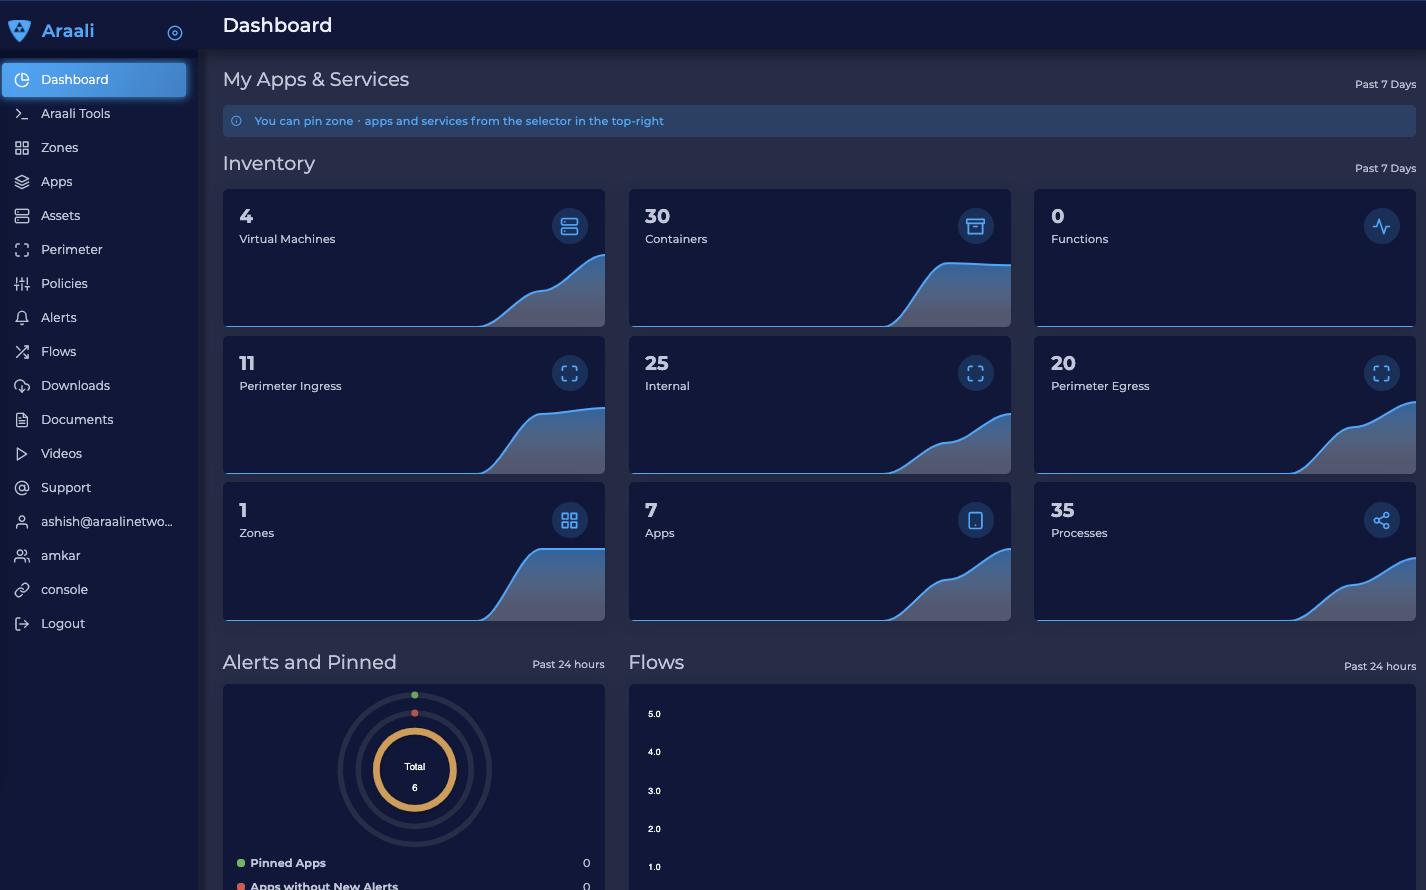 Araali
Dashboard
Dashboard
Araali Tools
Zones
Apps
Assets
Perimeter
Policies
Alerts
Flows
Downloads
Documents
Videos
Support
ashish@araalinetwo...
amkar
console
Logout
My Apps & Services
Past 7 Days
You can pin zone · apps and services from the selector in the top-right
Inventory
Past 7 Days
4
Virtual Machines
30
Containers
0
Functions
11
Perimeter Ingress
25
Internal
20
Perimeter Egress
1
Zones
7
Apps
35
Processes
Alerts and Pinned
Past 24 hours
Total
6
Pinned Apps 0
Apps without New Alerts 0
Flows
Past 24 hours
5.0
4.0
3.0
2.0
1.0